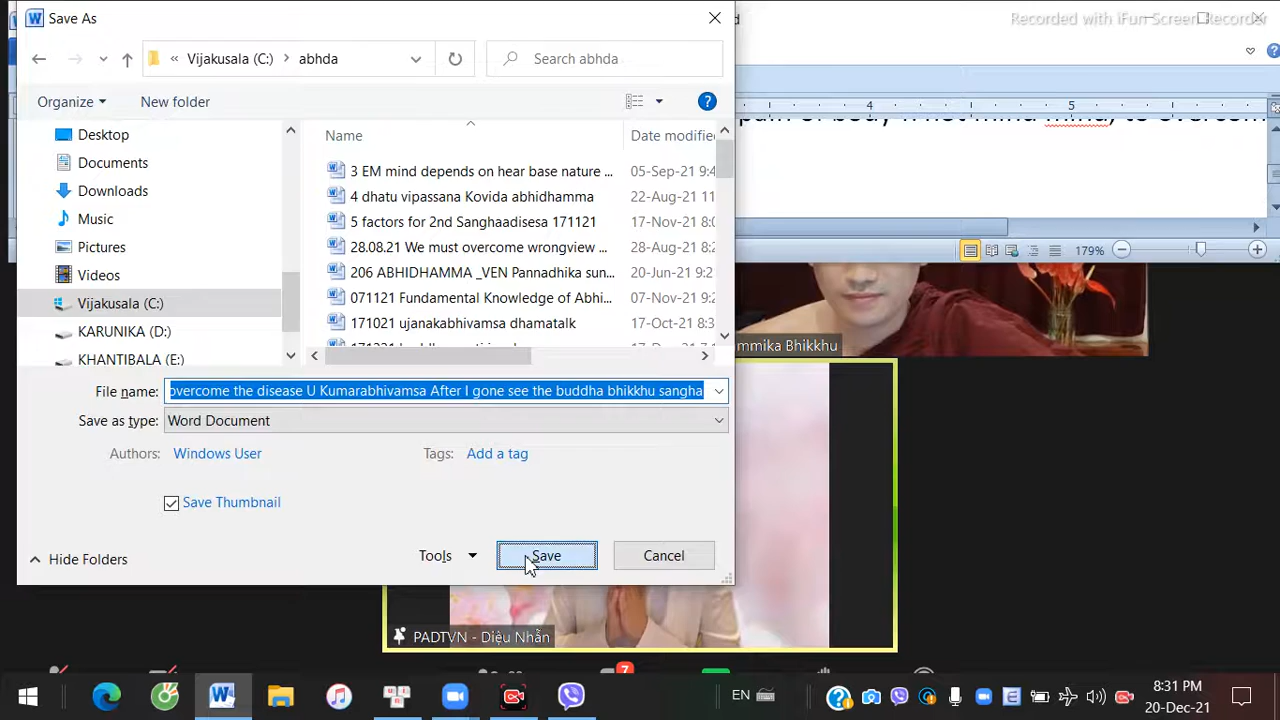 Save As
d
Recorded with iFun Screen Recorder
« Vijakusala (C:) > abhda
Search abhda
Organize
New folder
4 5
Name
Date modified
Desktop
Documents
Downloads
Music
Pictures
Videos
Vijakusala (C:)
KARUNIKA (D:)
KHANTIBALA (E:)
3 EM mind depends on hear base nature ... 05-Sep-21 9:4
4 dhatu vipassana Kovida abhidhamma 22-Aug-21 11
5 factors for 2nd Sanghaadisesa 171121 17-Nov-21 8:
28.08.21 We must overcome wrongview ... 28-Aug-21 8:2
206 ABHIDHAMMA _VEN Pannadhika sun... 20-Jun-21 9:2
071121 Fundamental Knowledge of Abhi... 07-Nov-21 9:2
171021 ujanakabhivamsa dhamatalk 17-Oct-21 8:3
179%
mmika Bhikkhu
File name: overcome the disease U Kumarabhivamsa After I gone see the buddha bhikkhu sangha
Save as type: Word Document
Authors: Windows User
Tags: Add a tag
Save Thumbnail
Hide Folders
Tools
Save
Cancel
PADTVN - Diệu Nhẫn
7
EN
8:31 PM
20-Dec-21